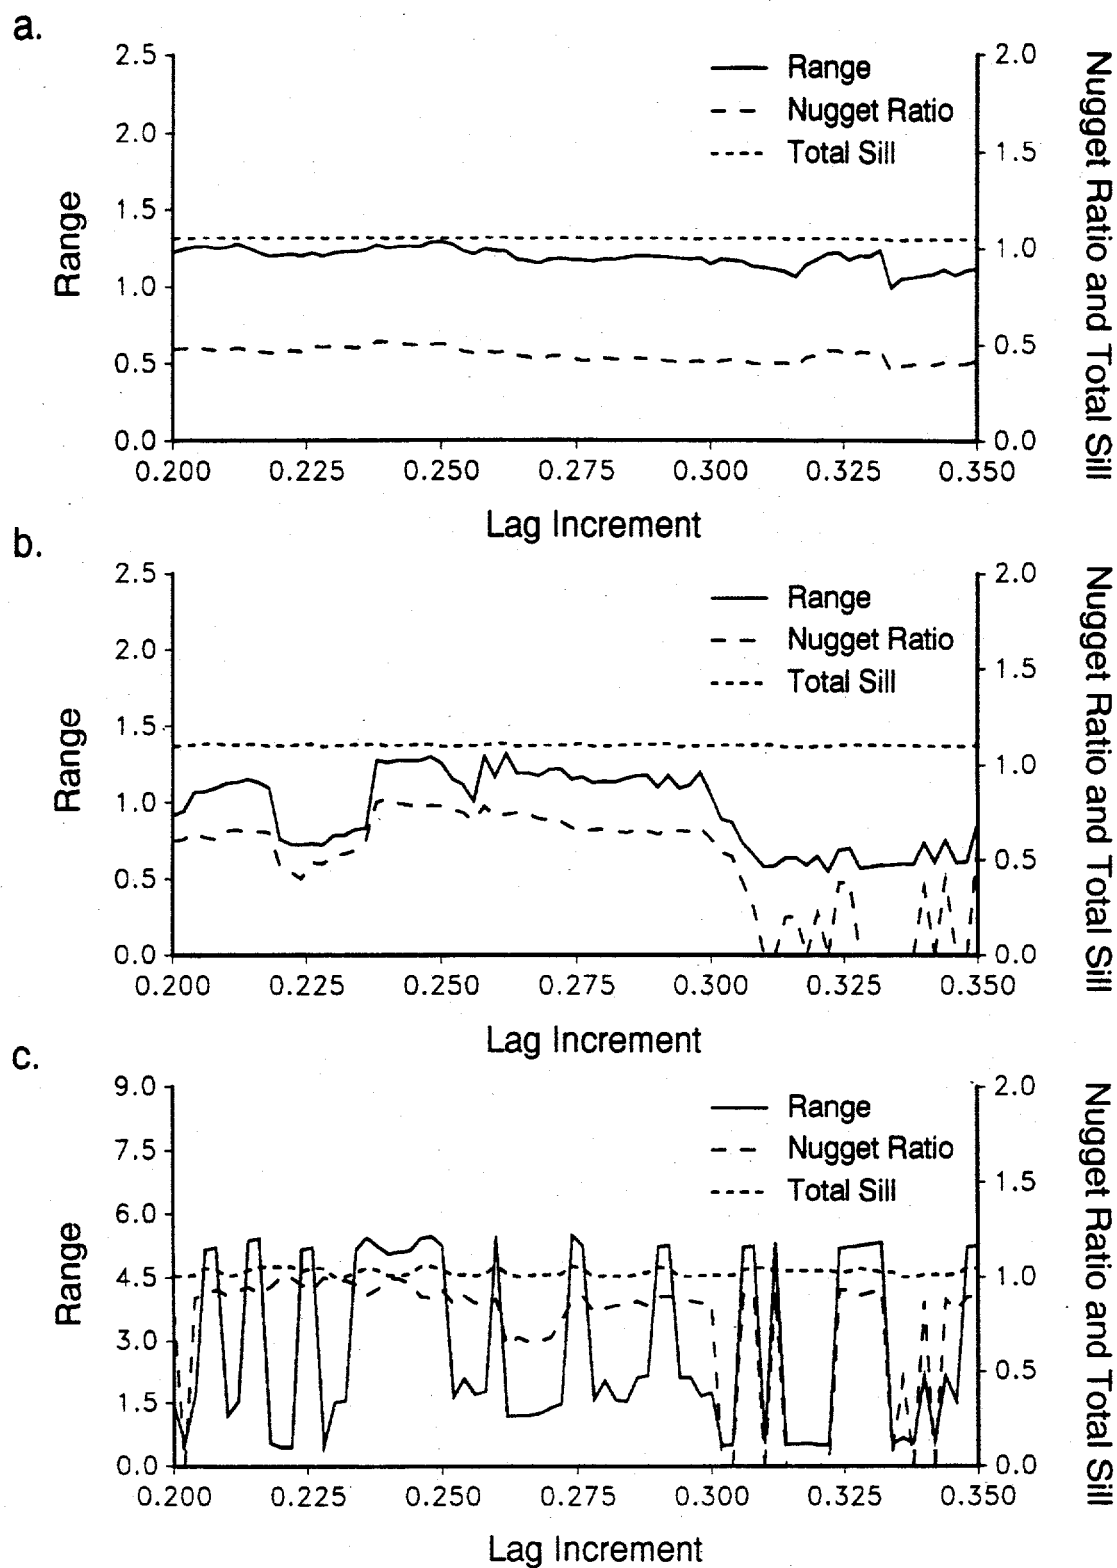 a.
2.5
2.0
1.5
1.0
0.5
0.0
Range
Range
Nugget Ratio
Total Sill
2.0
1.5
1.0
0.5
0.0
Nugget Ratio and Total Sill
0.200 0.225 0.250 0.275 0.300 0.325 0.350
Lag Increment
b.
2.5
2.0
1.5
1.0
0.5
0.0
Range
Range
Nugget Ratio
Total Sill
2.0
1.5
1.0
0.5
0.0
Nugget Ratio and Total Sill
0.200 0.225 0.250 0.275 0.300 0.325 0.350
Lag Increment
c.
9.0
7.5
6.0
4.5
3.0
1.5
0.0
Range
Range
Nugget Ratio
Total Sill
2.0
1.5
1.0
0.5
0.0
Nugget Ratio and Total Sill
0.200 0.225 0.250 0.275 0.300 0.325 0.350
Lag Increment